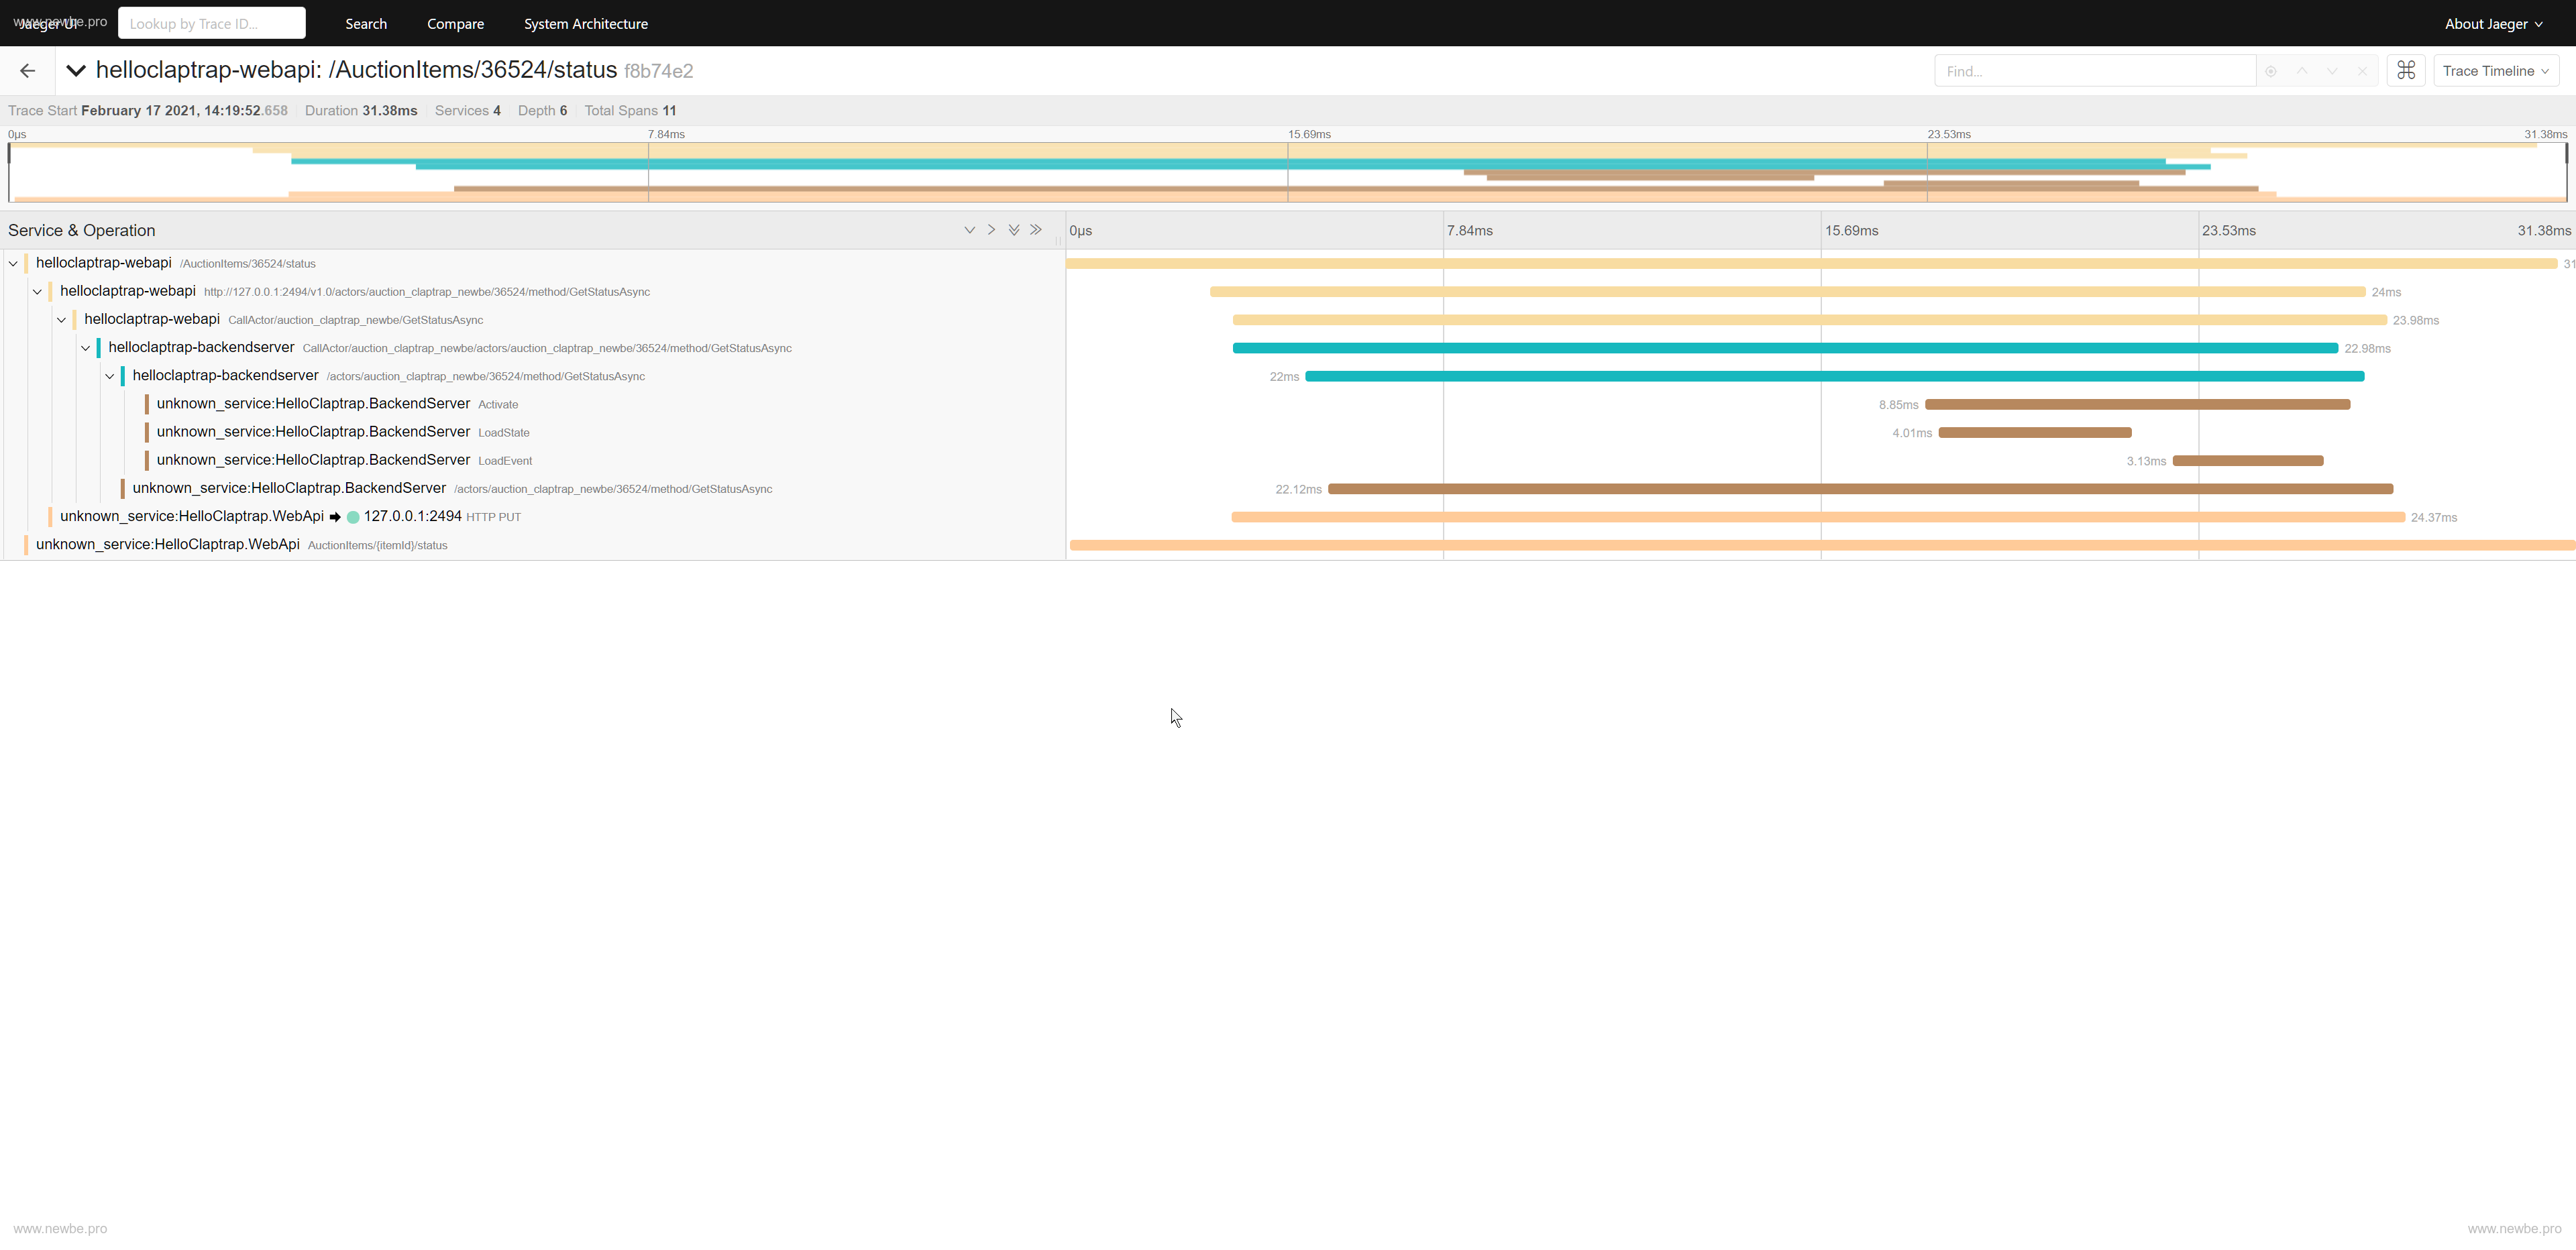 www.newbe.pro
Jaeger UI Lookup by Trace ID... Search Compare System Architecture About Jaeger
helloclaptrap-webapi: /AuctionItems/36524/status f8b74e2 Find... ⌘ Trace Timeline
Trace Start February 17 2021, 14:19:52.658 Duration 31.38ms Services 4 Depth 6 Total Spans 11
0μs 7.84ms 15.69ms 23.53ms 31.38ms
Service & Operation 0μs 7.84ms 15.69ms 23.53ms 31.38ms
helloclaptrap-webapi /AuctionItems/36524/status 31
helloclaptrap-webapi http://127.0.0.1:2494/v1.0/actors/auction_claptrap_newbe/36524/method/GetStatusAsync 24ms
helloclaptrap-webapi CallActor/auction_claptrap_newbe/GetStatusAsync 23.98ms
helloclaptrap-backendserver CallActor/auction_claptrap_newbe/actors/auction_claptrap_newbe/36524/method/GetStatusAsync 22.98ms
helloclaptrap-backendserver /actors/auction_claptrap_newbe/36524/method/GetStatusAsync 22ms
unknown_service:HelloClaptrap.BackendServer Activate 8.85ms
unknown_service:HelloClaptrap.BackendServer LoadState 4.01ms
unknown_service:HelloClaptrap.BackendServer LoadEvent 3.13ms
unknown_service:HelloClaptrap.BackendServer /actors/auction_claptrap_newbe/36524/method/GetStatusAsync 22.12ms
unknown_service:HelloClaptrap.WebApi 127.0.0.1:2494 HTTP PUT 24.37ms
unknown_service:HelloClaptrap.WebApi AuctionItems/{itemId}/status
www.newbe.pro www.newbe.pro